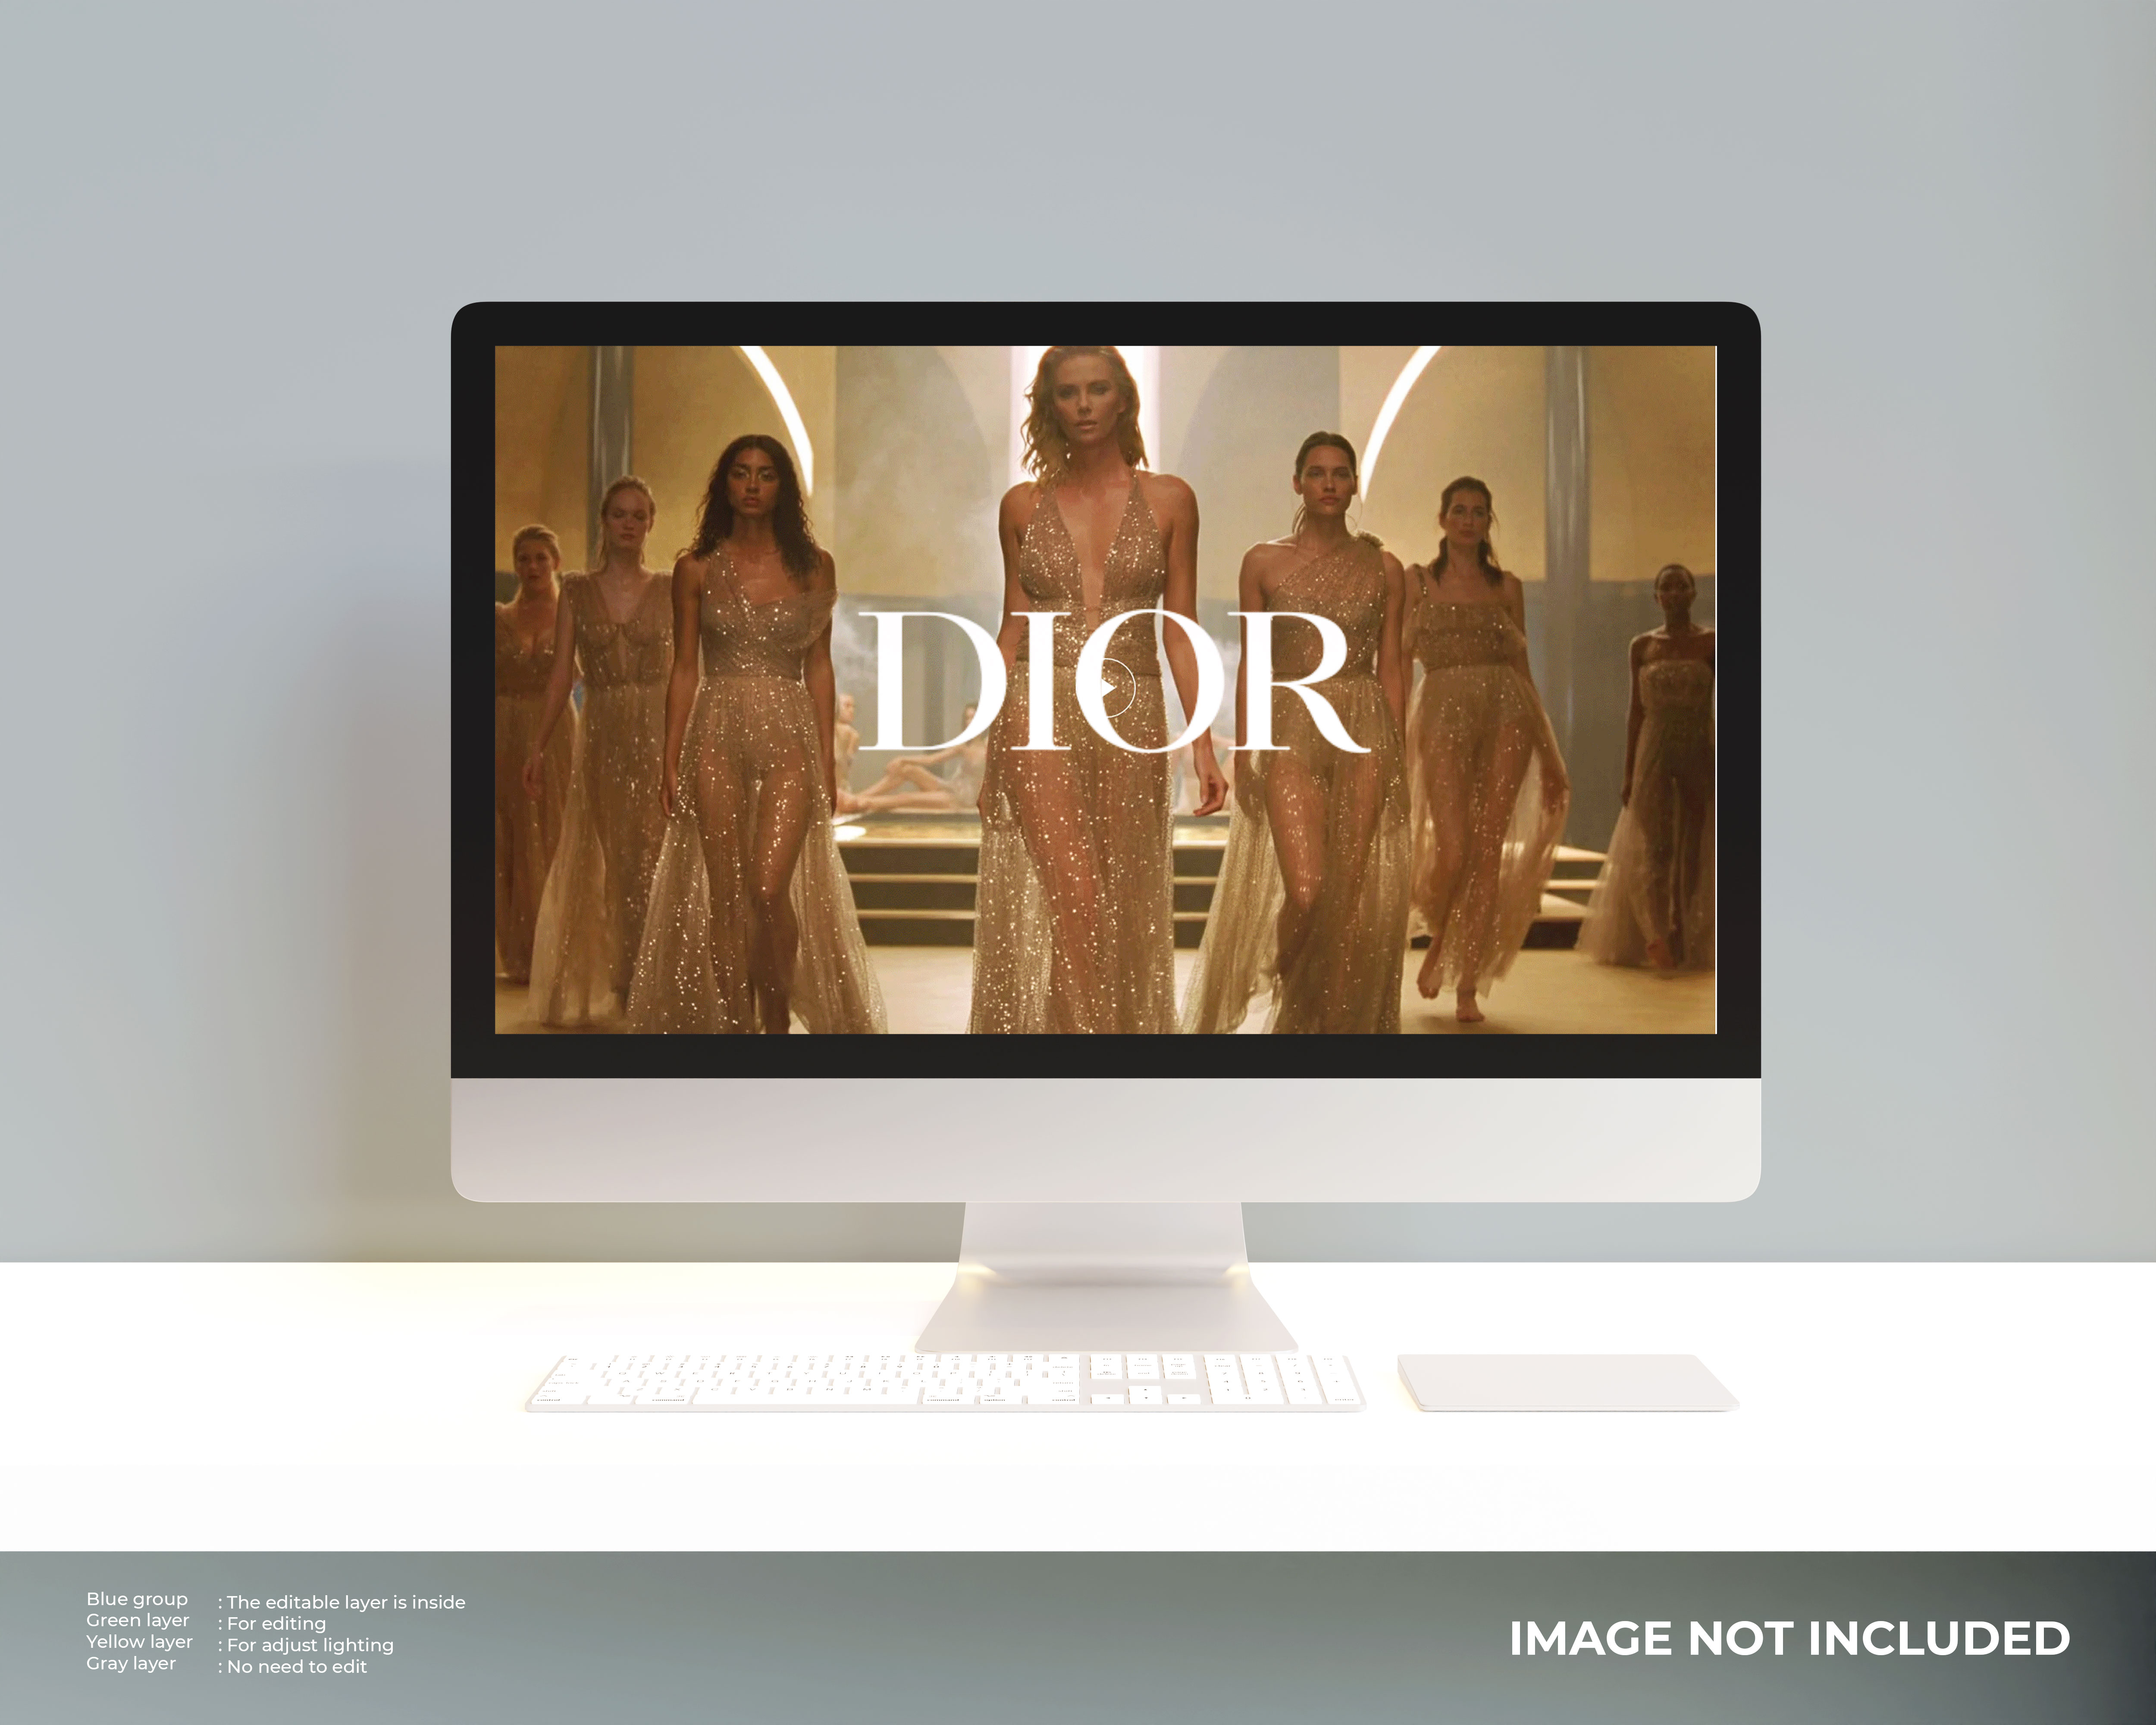 DIOR
Blue group : The editable layer is inside
Green layer : For editing
Yellow layer : For adjust lighting
Gray layer : No need to edit
IMAGE NOT INCLUDED